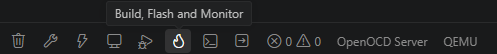 Build, Flash and Monitor
0 0 OpenOCD Server QEMU